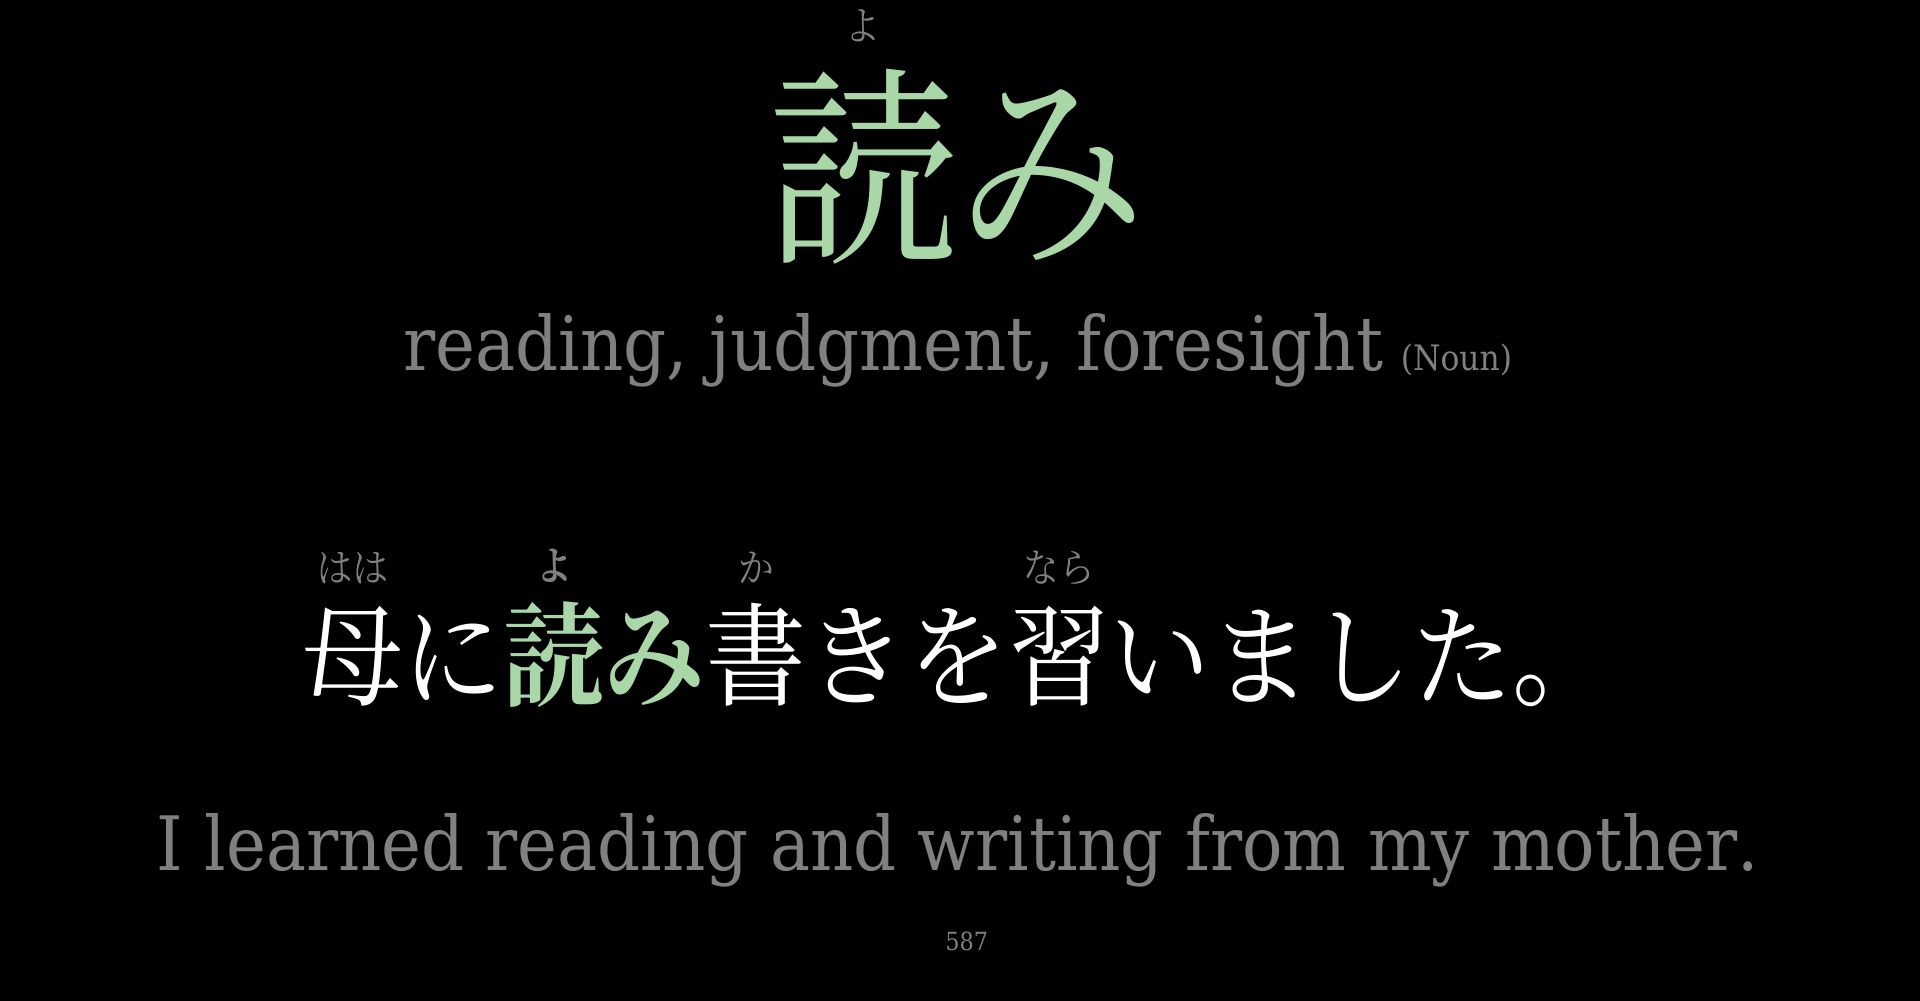 よ
読み
reading, judgment, foresight (Noun)
はは よ か なら
母に読み書きを習いました。
I learned reading and writing from my mother.
587